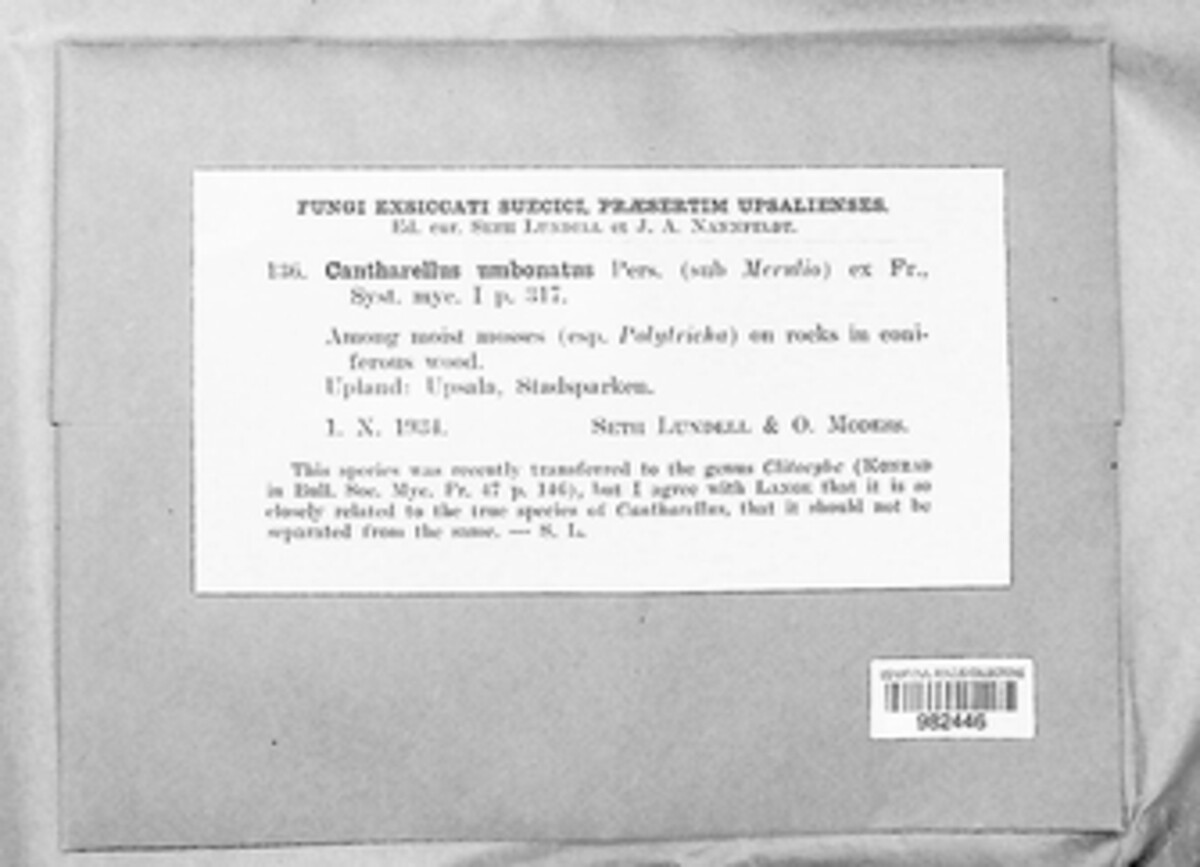 FUNGI EXSICCATI SUECICI, PRÆSERTIM UPSALIENSES.
Ed. cur. SETH LUNDELL et J. A. NANNFELDT.
136. Cantharellus umbonatus Pers. (sub Merulio) ex Fr.,
Syst. myc. I p. 317.
Among moist mosses (esp. Polytricha) on rocks in coni-
ferous wood.
Upland: Upsala, Stadsparken.
1. X. 1934. SETH LUNDELL & O. MODESS.
This species was recently transferred to the genus Clitocybe (KONRAD
in Bull. Soc. Myc. Fr. 47 p. 146), but I agree with LANGE that it is so
closely related to the true species of Cantharellus, that it should not be
separated from the same. — S. L.
982446